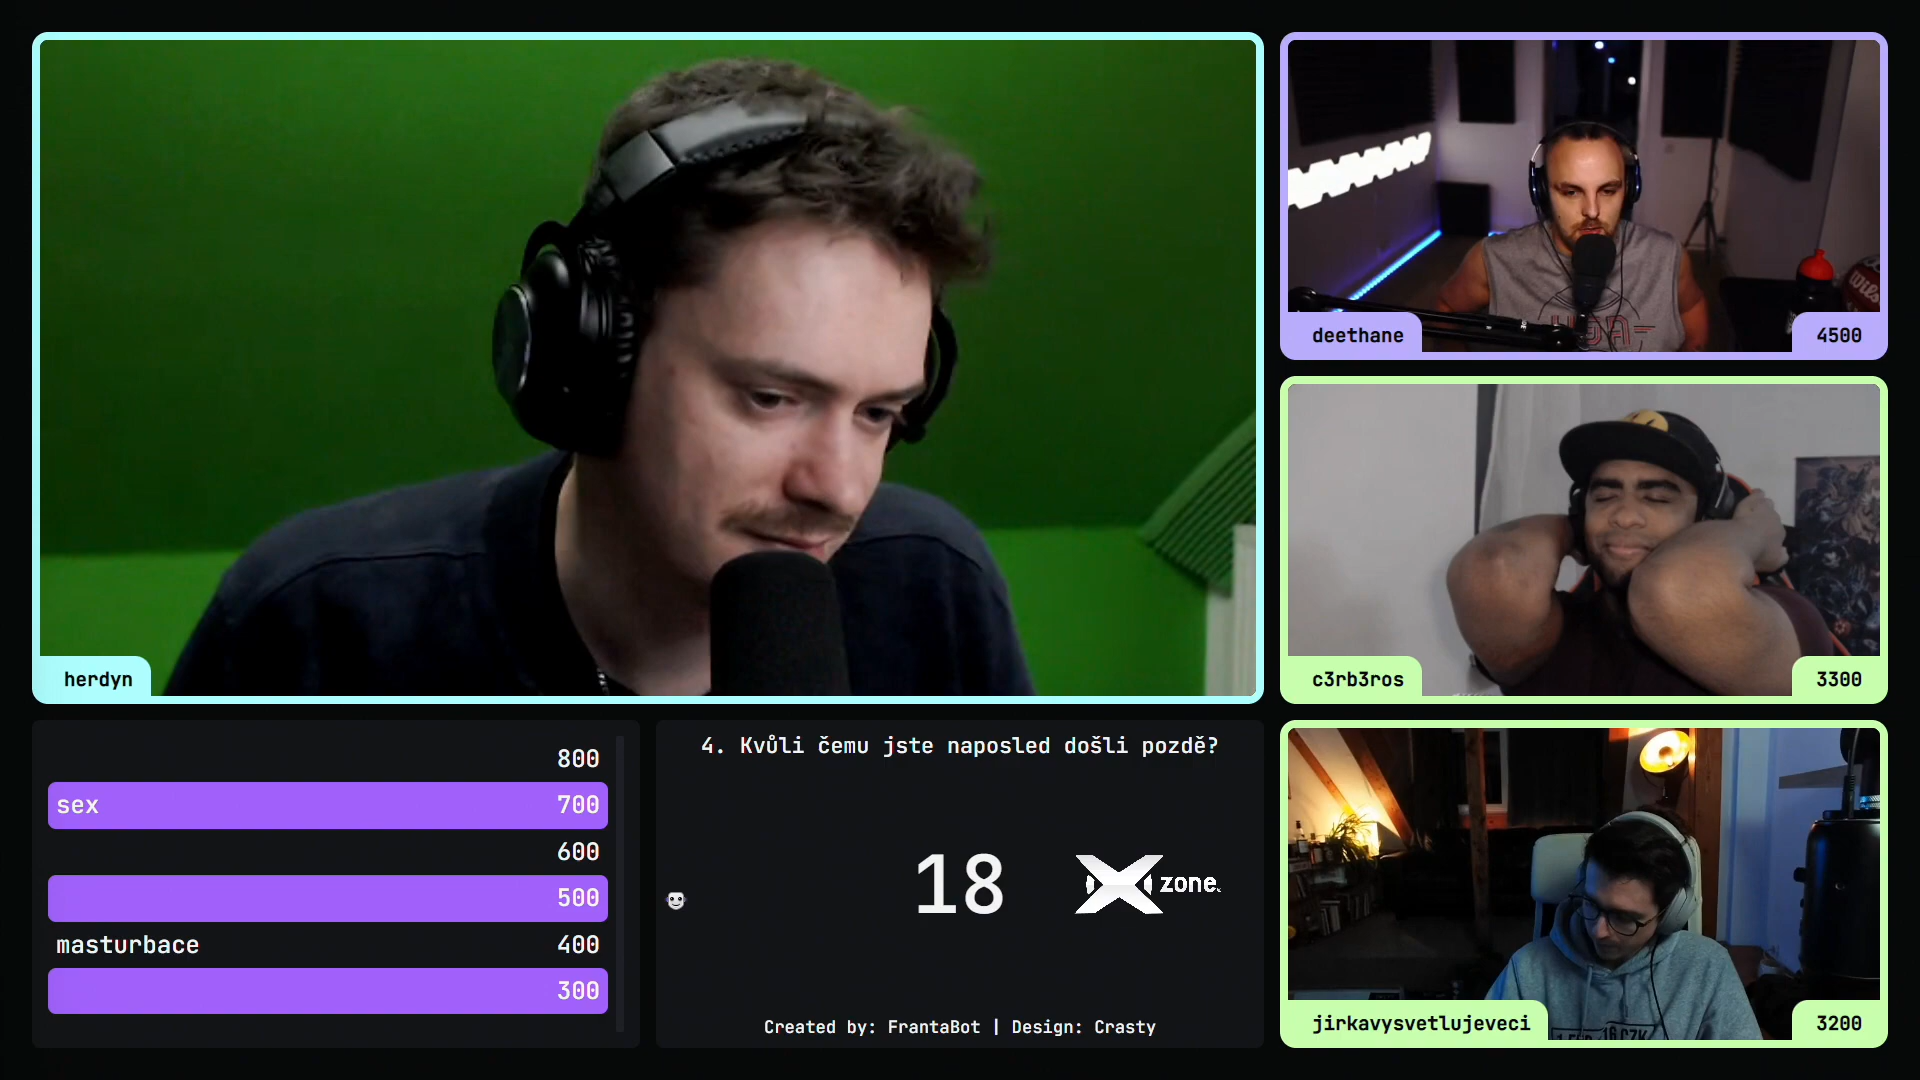 herdyn
deethane
4500
Wilson
c3rb3ros
3300
800
sex 700
600
500
masturbace 400
300
4. Kvůli čemu jste naposled došli pozdě?
18
X zone.
Created by: FrantaBot | Design: Crasty
jirkavysvetlujeveci
3200